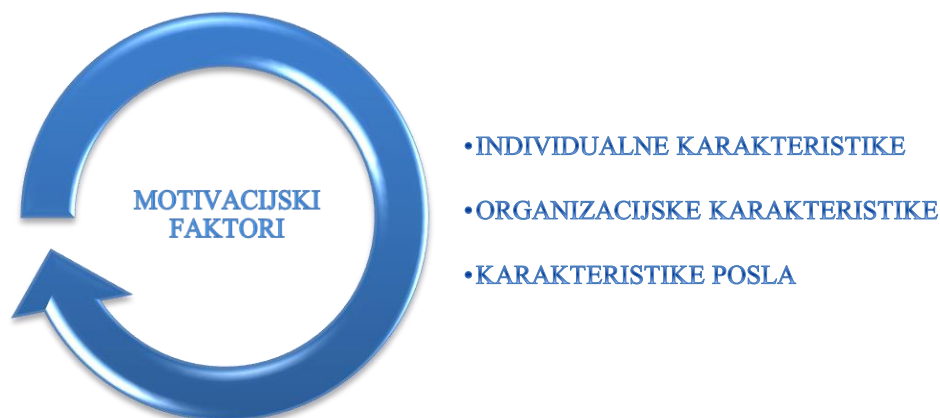 MOTIVACIJSKI
FAKTORI
•INDIVIDUALNE KARAKTERISTIKE
•ORGANIZACIJSKE KARAKTERISTIKE
•KARAKTERISTIKE POSLA